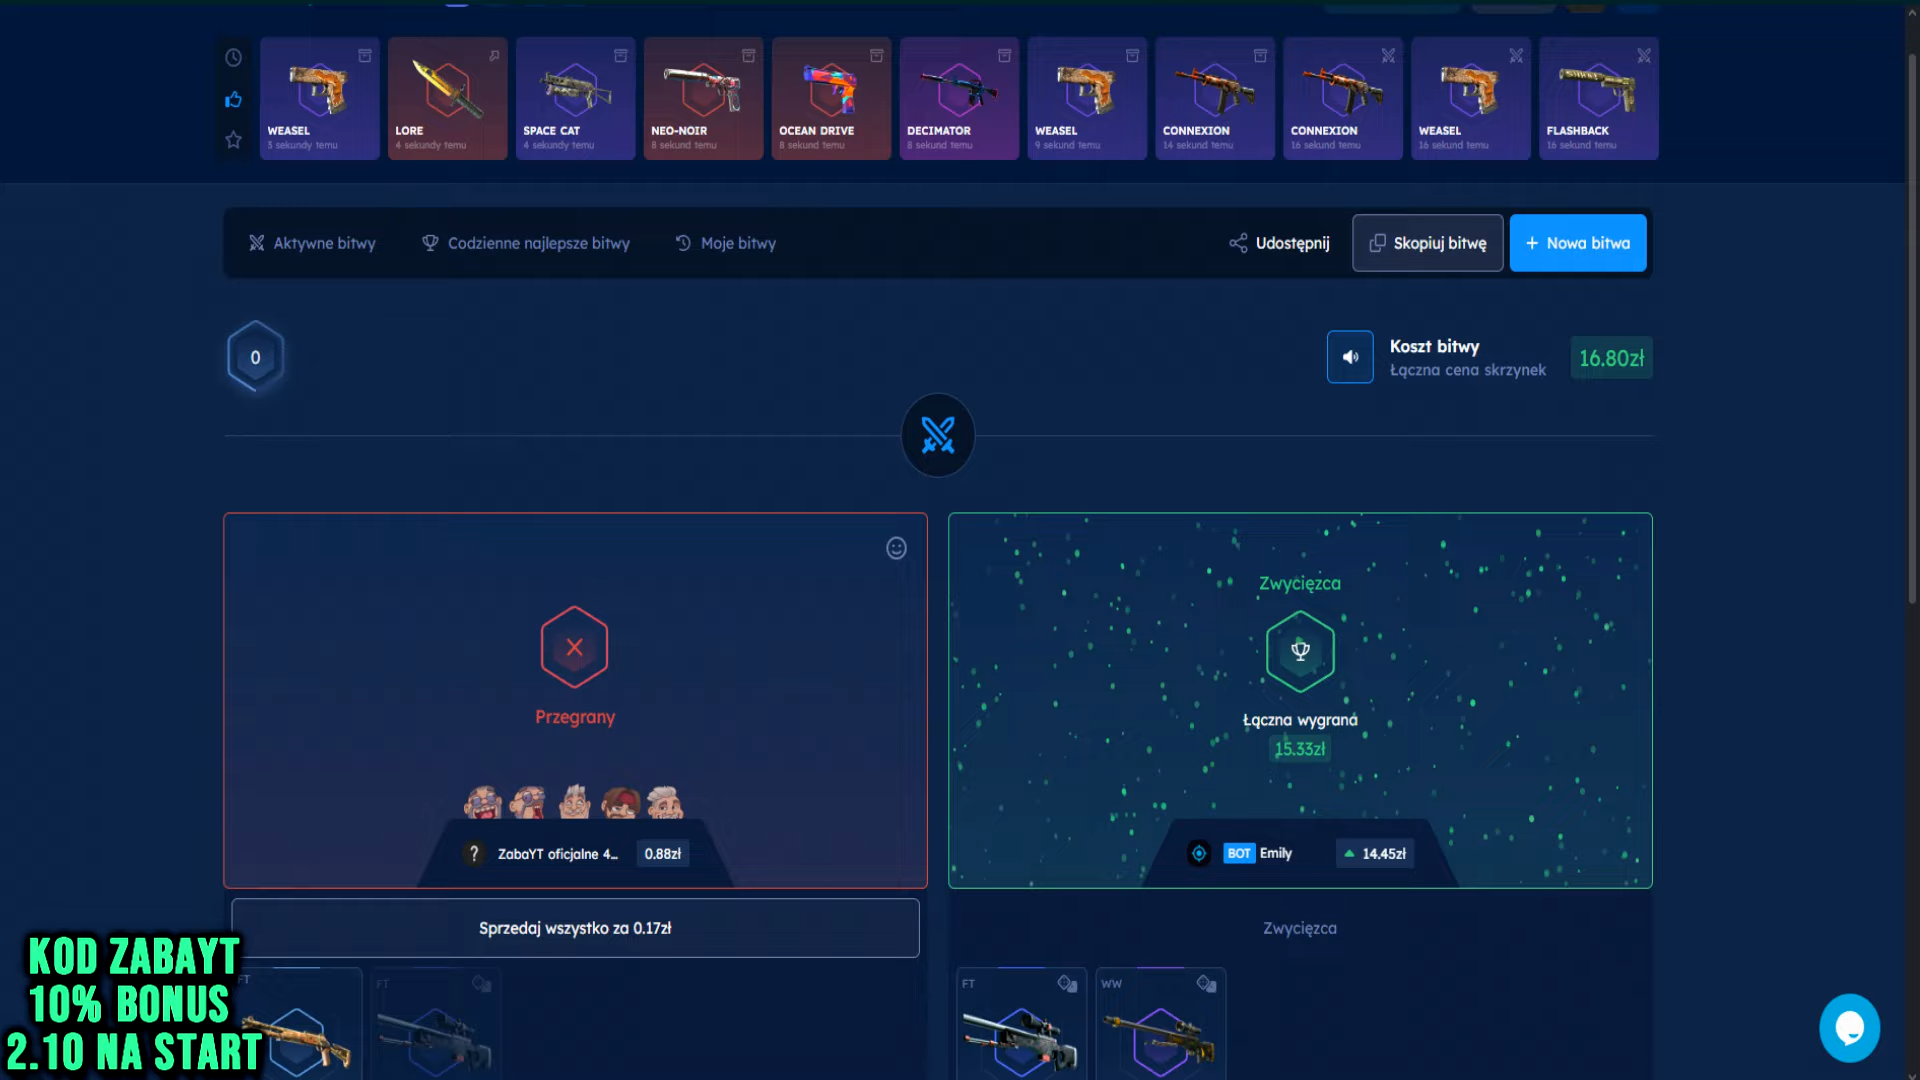 WEASEL
3 sekundy temu
LORE
4 sekundy temu
SPACE CAT
4 sekundy temu
NEO-NOIR
8 sekund temu
OCEAN DRIVE
8 sekund temu
DECIMATOR
8 sekund temu
WEASEL
9 sekund temu
CONNEXION
14 sekund temu
CONNEXION
16 sekund temu
WEASEL
16 sekund temu
FLASHBACK
16 sekund temu
Aktywne bitwy
Codzienne najlepsze bitwy
Moje bitwy
Udostępnij
Skopiuj bitwę
+ Nowa bitwa
0
Koszt bitwy
Łączna cena skrzynek
16.80zł
Przegrany
? ZabaYT oficjalne 4... 0.88zł
Sprzedaj wszystko za 0.17zł
FT
FT
Zwycięzca
Łączna wygrana
15.33zł
BOT Emily 14.45zł
Zwycięzca
FT
WW
KOD ZABAYT
10% BONUS
2.10 NA START